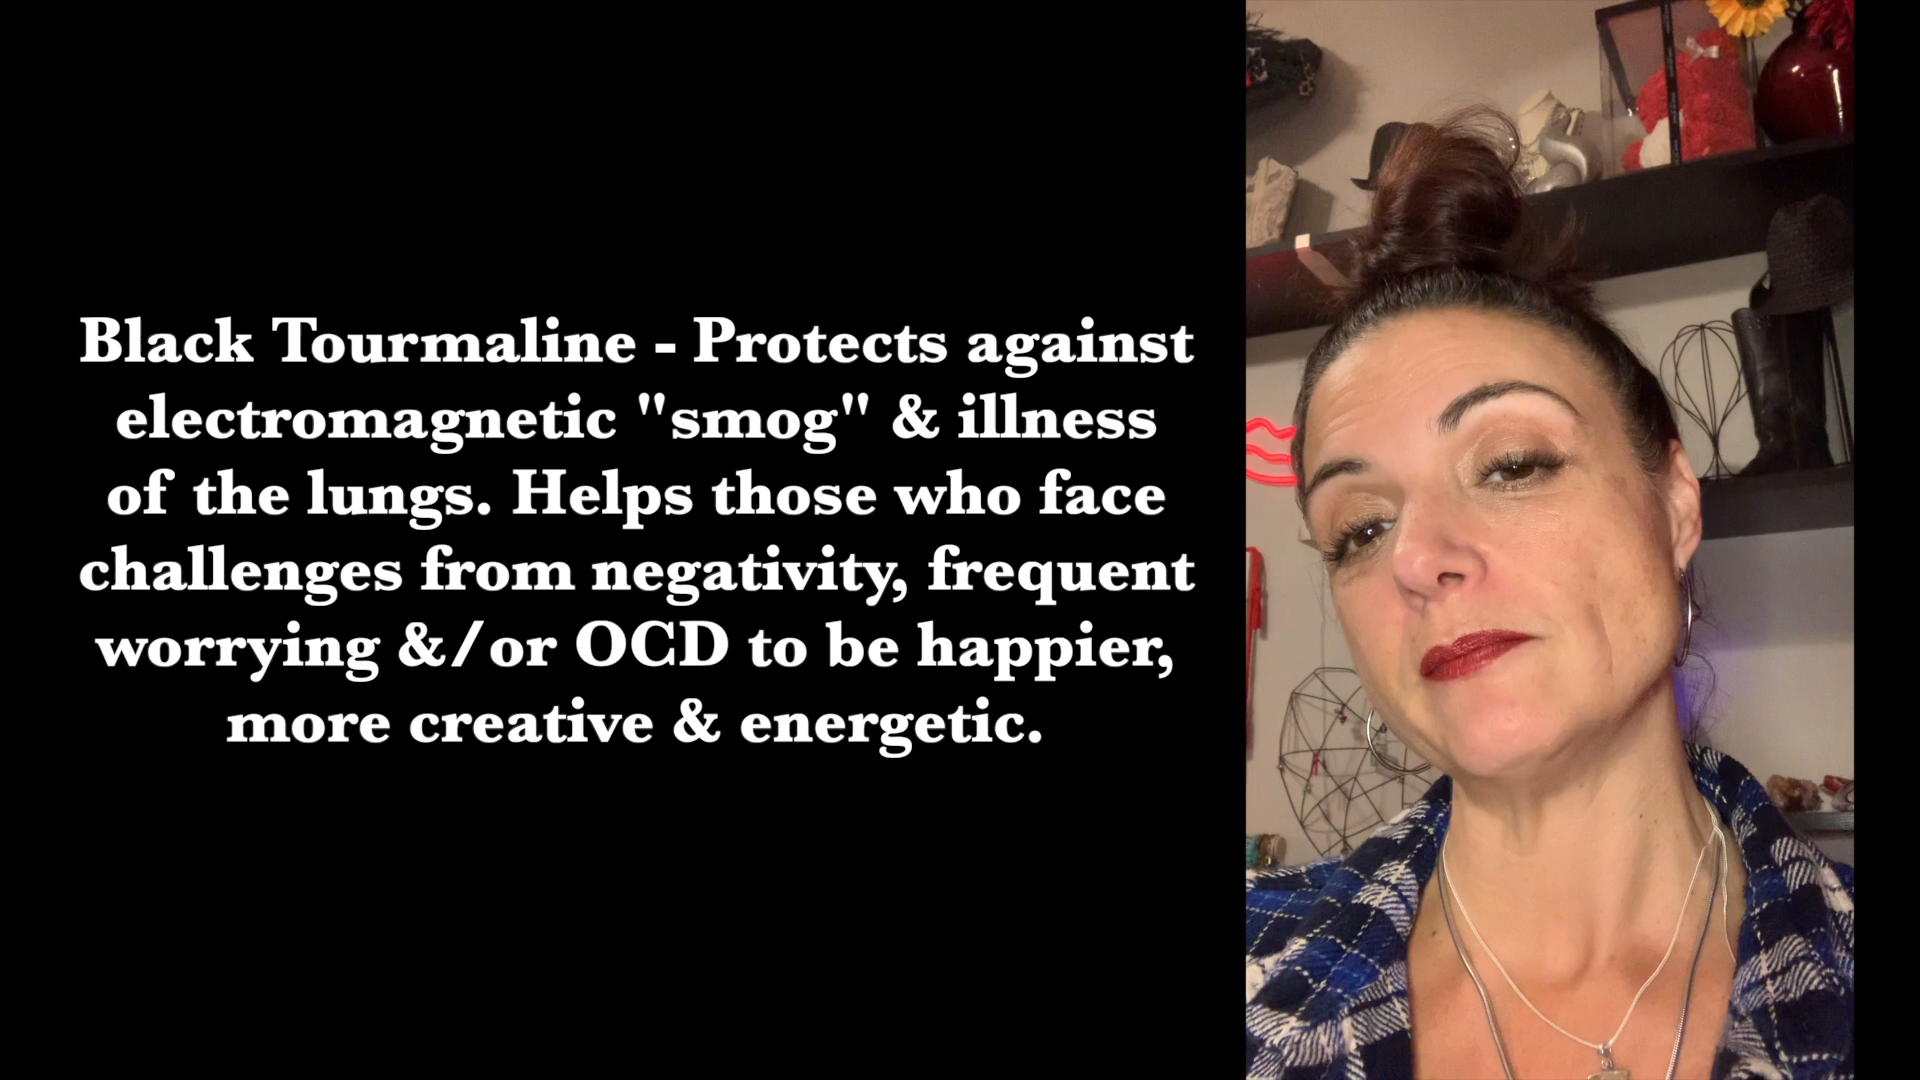 Black Tourmaline - Protects against
electromagnetic "smog" & illness
of the lungs. Helps those who face
challenges from negativity, frequent
worrying &/or OCD to be happier,
more creative & energetic.